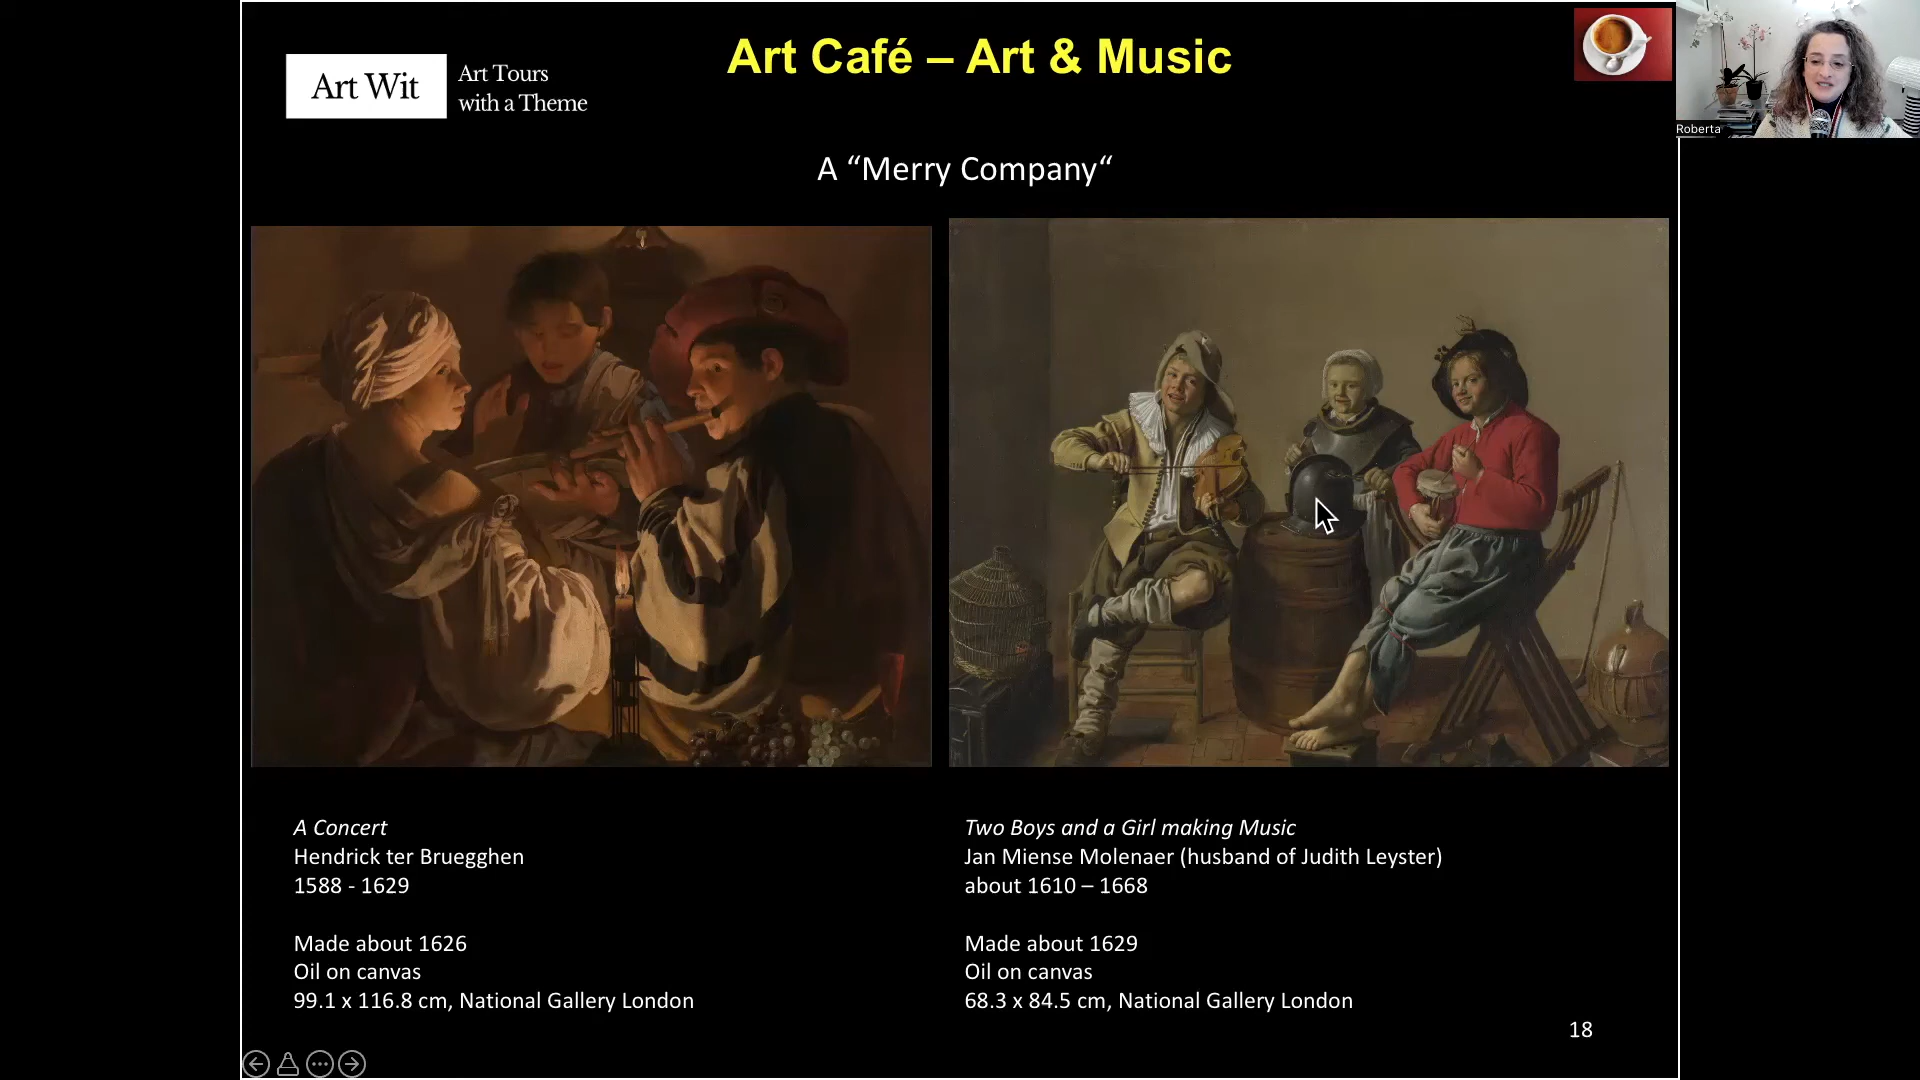 Art Café – Art & Music
Art Wit
Art Tours
with a Theme
Roberta
A “Merry Company“
A Concert
Hendrick ter Bruegghen
1588 - 1629
Made about 1626
Oil on canvas
99.1 x 116.8 cm, National Gallery London
Two Boys and a Girl making Music
Jan Miense Molenaer (husband of Judith Leyster)
about 1610 – 1668
Made about 1629
Oil on canvas
68.3 x 84.5 cm, National Gallery London
18